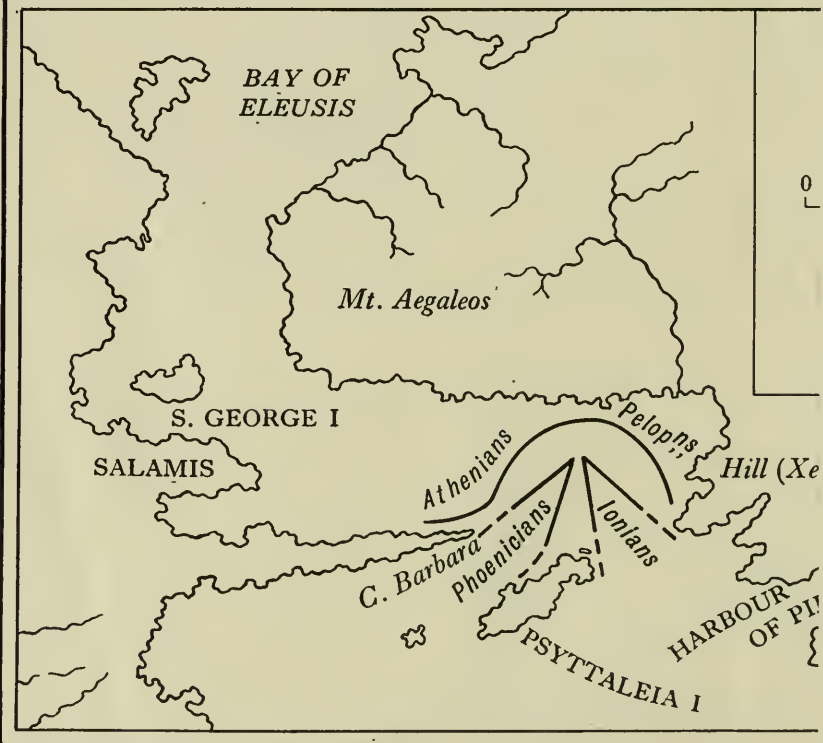 BAY OF
ELEUSIS
0
Mt. Aegaleos
S. GEORGE I
Pelopns
Athenians
SALAMIS
Hill (Xe
Phoenicians
Ionians
C. Barbara
HARBOUR
OF PI
PSYTTALEIA I